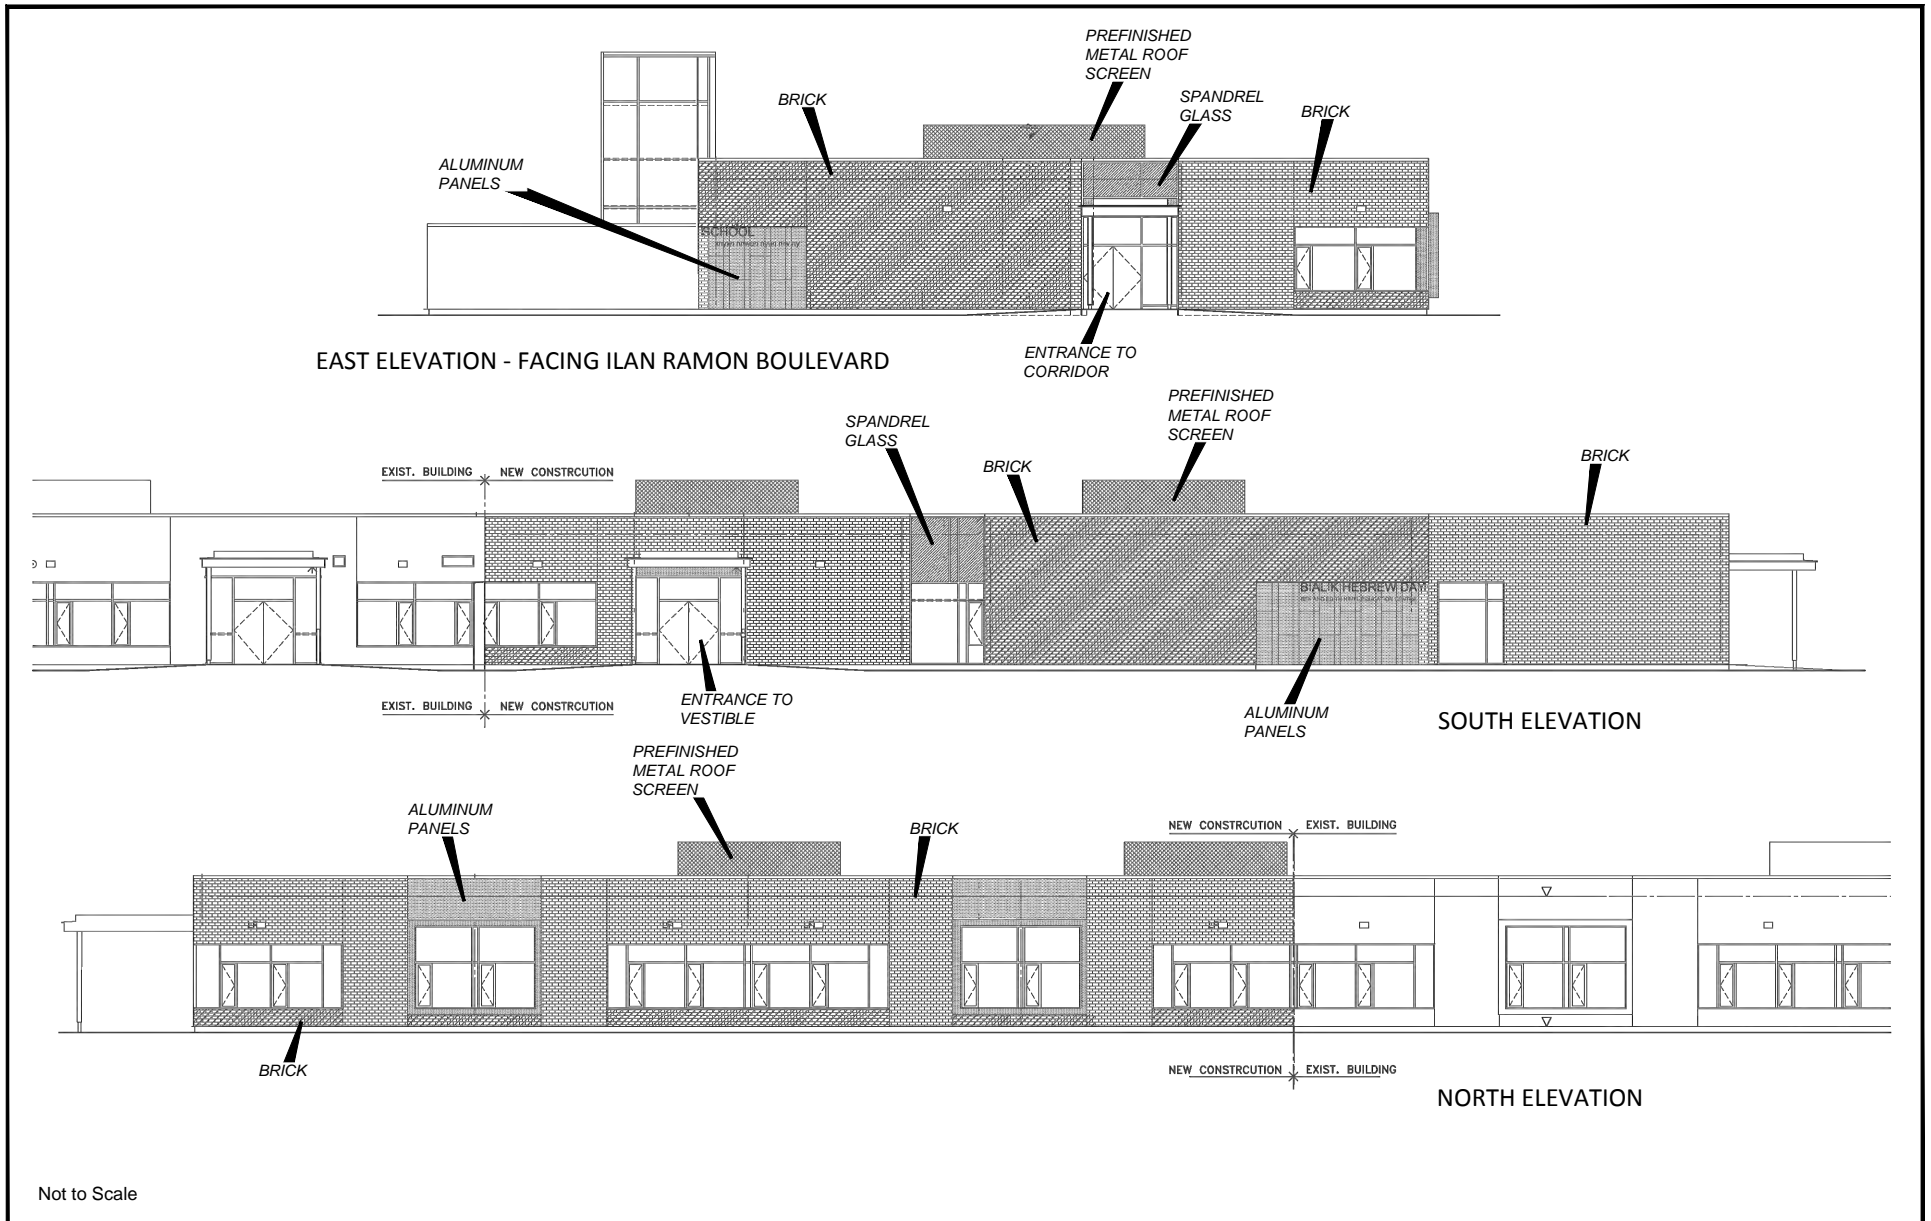 PREFINISHED
METAL ROOF
SCREEN
SPANDREL
GLASS
BRICK
BRICK
ALUMINUM
PANELS
SCHOOL
ENTRANCE TO
CORRIDOR
EAST ELEVATION - FACING ILAN RAMON BOULEVARD
PREFINISHED
METAL ROOF
SCREEN
SPANDREL
GLASS
BRICK
BRICK
EXIST. BUILDING NEW CONSTRCUTION
BIALIK HEBREW DAY
EXIST. BUILDING NEW CONSTRCUTION
ENTRANCE TO
VESTIBLE
ALUMINUM
PANELS
SOUTH ELEVATION
PREFINISHED
METAL ROOF
SCREEN
ALUMINUM
PANELS
BRICK
NEW CONSTRCUTION EXIST. BUILDING
BRICK
NEW CONSTRCUTION EXIST. BUILDING
NORTH ELEVATION
Not to Scale